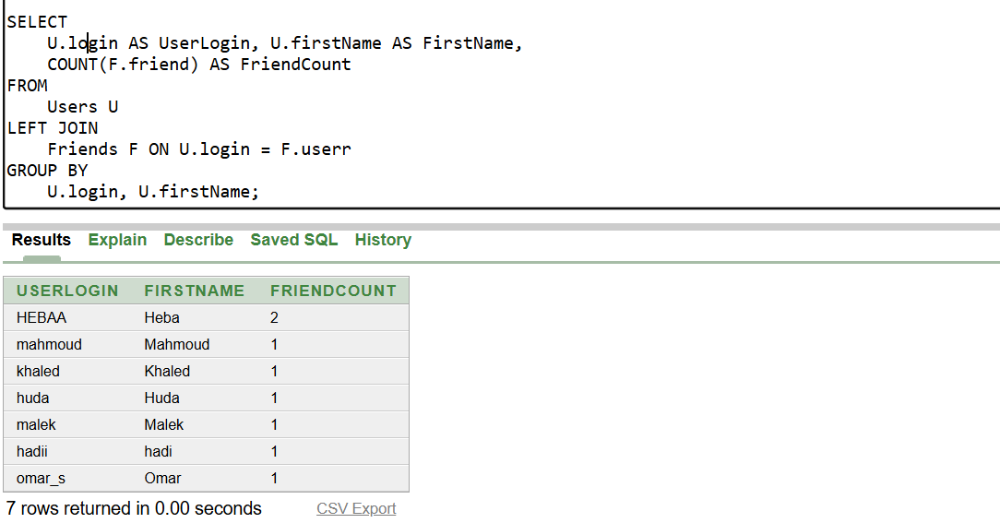 SELECT
U.login AS UserLogin, U.firstName AS FirstName,
COUNT(F.friend) AS FriendCount
FROM
Users U
LEFT JOIN
Friends F ON U.login = F.userr
GROUP BY
U.login, U.firstName;
Results Explain Describe Saved SQL History
USERLOGIN FIRSTNAME FRIENDCOUNT
HEBAA Heba 2
mahmoud Mahmoud 1
khaled Khaled 1
huda Huda 1
malek Malek 1
hadii hadi 1
omar_s Omar 1
7 rows returned in 0.00 seconds CSV Export